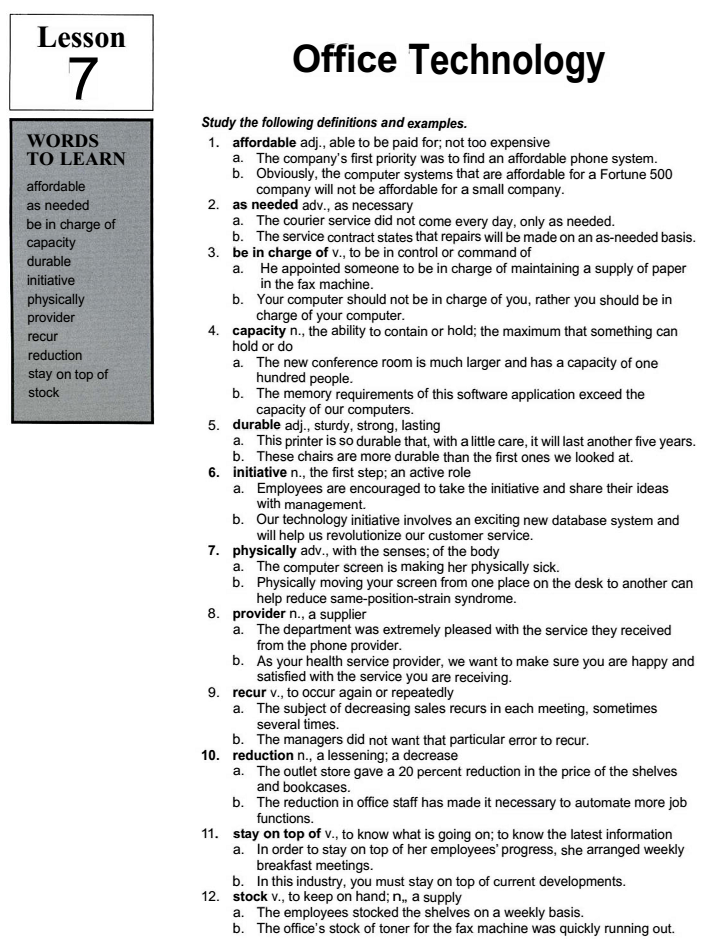 Lesson
7
Office Technology
WORDS
TO LEARN
affordable
as needed
be in charge of
capacity
durable
initiative
physically
provider
recur
reduction
stay on top of
stock
Study the following definitions and examples.
1. affordable adj., able to be paid for; not too expensive
a. The company's first priority was to find an affordable phone system.
b. Obviously, the computer systems that are affordable for a Fortune 500
company will not be affordable for a small company.
2. as needed adv., as necessary
a. The courier service did not come every day, only as needed.
b. The service contract states that repairs will be made on an as-needed basis.
3. be in charge of v., to be in control or command of
a. He appointed someone to be in charge of maintaining a supply of paper
in the fax machine.
b. Your computer should not be in charge of you, rather you should be in
charge of your computer.
4. capacity n., the ability to contain or hold; the maximum that something can
hold or do
a. The new conference room is much larger and has a capacity of one
hundred people.
b. The memory requirements of this software application exceed the
capacity of our computers.
5. durable adj., sturdy, strong, lasting
a. This printer is so durable that, with a little care, it will last another five years.
b. These chairs are more durable than the first ones we looked at.
6. initiative n., the first step; an active role
a. Employees are encouraged to take the initiative and share their ideas
with management.
b. Our technology initiative involves an exciting new database system and
will help us revolutionize our customer service.
7. physically adv., with the senses; of the body
a. The computer screen is making her physically sick.
b. Physically moving your screen from one place on the desk to another can
help reduce same-position-strain syndrome.
8. provider n., a supplier
a. The department was extremely pleased with the service they received
from the phone provider.
b. As your health service provider, we want to make sure you are happy and
satisfied with the service you are receiving.
9. recur v., to occur again or repeatedly
a. The subject of decreasing sales recurs in each meeting, sometimes
several times.
b. The managers did not want that particular error to recur.
10. reduction n., a lessening; a decrease
a. The outlet store gave a 20 percent reduction in the price of the shelves
and bookcases.
b. The reduction in office staff has made it necessary to automate more job
functions.
11. stay on top of v., to know what is going on; to know the latest information
a. In order to stay on top of her employees' progress, she arranged weekly
breakfast meetings.
b. In this industry, you must stay on top of current developments.
12. stock v., to keep on hand; n,, a supply
a. The employees stocked the shelves on a weekly basis.
b. The office's stock of toner for the fax machine was quickly running out.